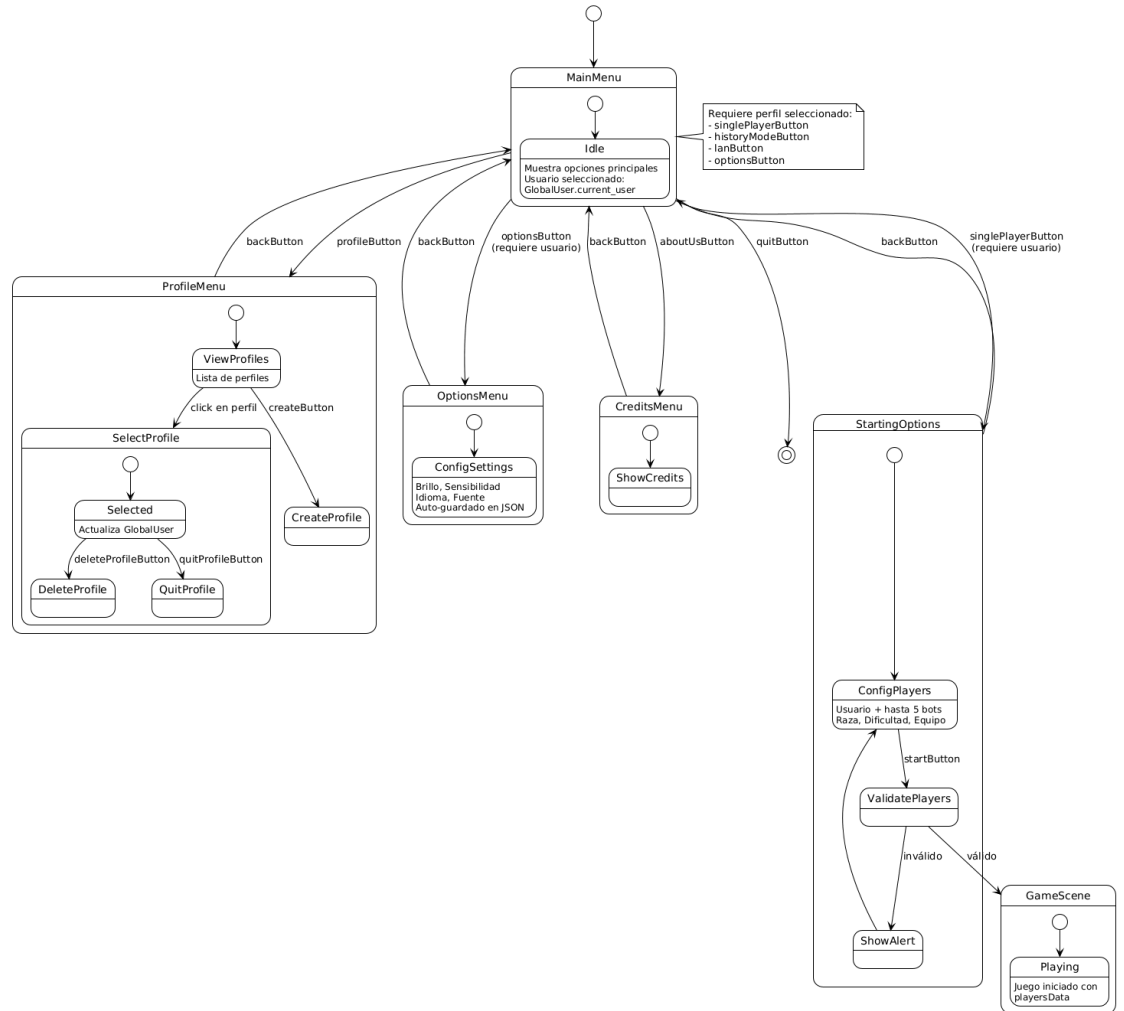 MainMenu
Idle
Muestra opciones principales
Usuario seleccionado:
GlobalUser.current_user
Requiere perfil seleccionado:
- singlePlayerButton
- historyModeButton
- lanButton
- optionsButton
backButton
profileButton
backButton
optionsButton
(requiere usuario)
backButton
aboutUsButton
quitButton
backButton
singlePlayerButton
(requiere usuario)
ProfileMenu
ViewProfiles
Lista de perfiles
click en perfil
createButton
SelectProfile
Selected
Actualiza GlobalUser
deleteProfileButton
quitProfileButton
DeleteProfile
QuitProfile
CreateProfile
OptionsMenu
ConfigSettings
Brillo, Sensibilidad
Idioma, Fuente
Auto-guardado en JSON
CreditsMenu
ShowCredits
StartingOptions
ConfigPlayers
Usuario + hasta 5 bots
Raza, Dificultad, Equipo
startButton
ValidatePlayers
inválido
válido
ShowAlert
GameScene
Playing
Juego iniciado con
playersData